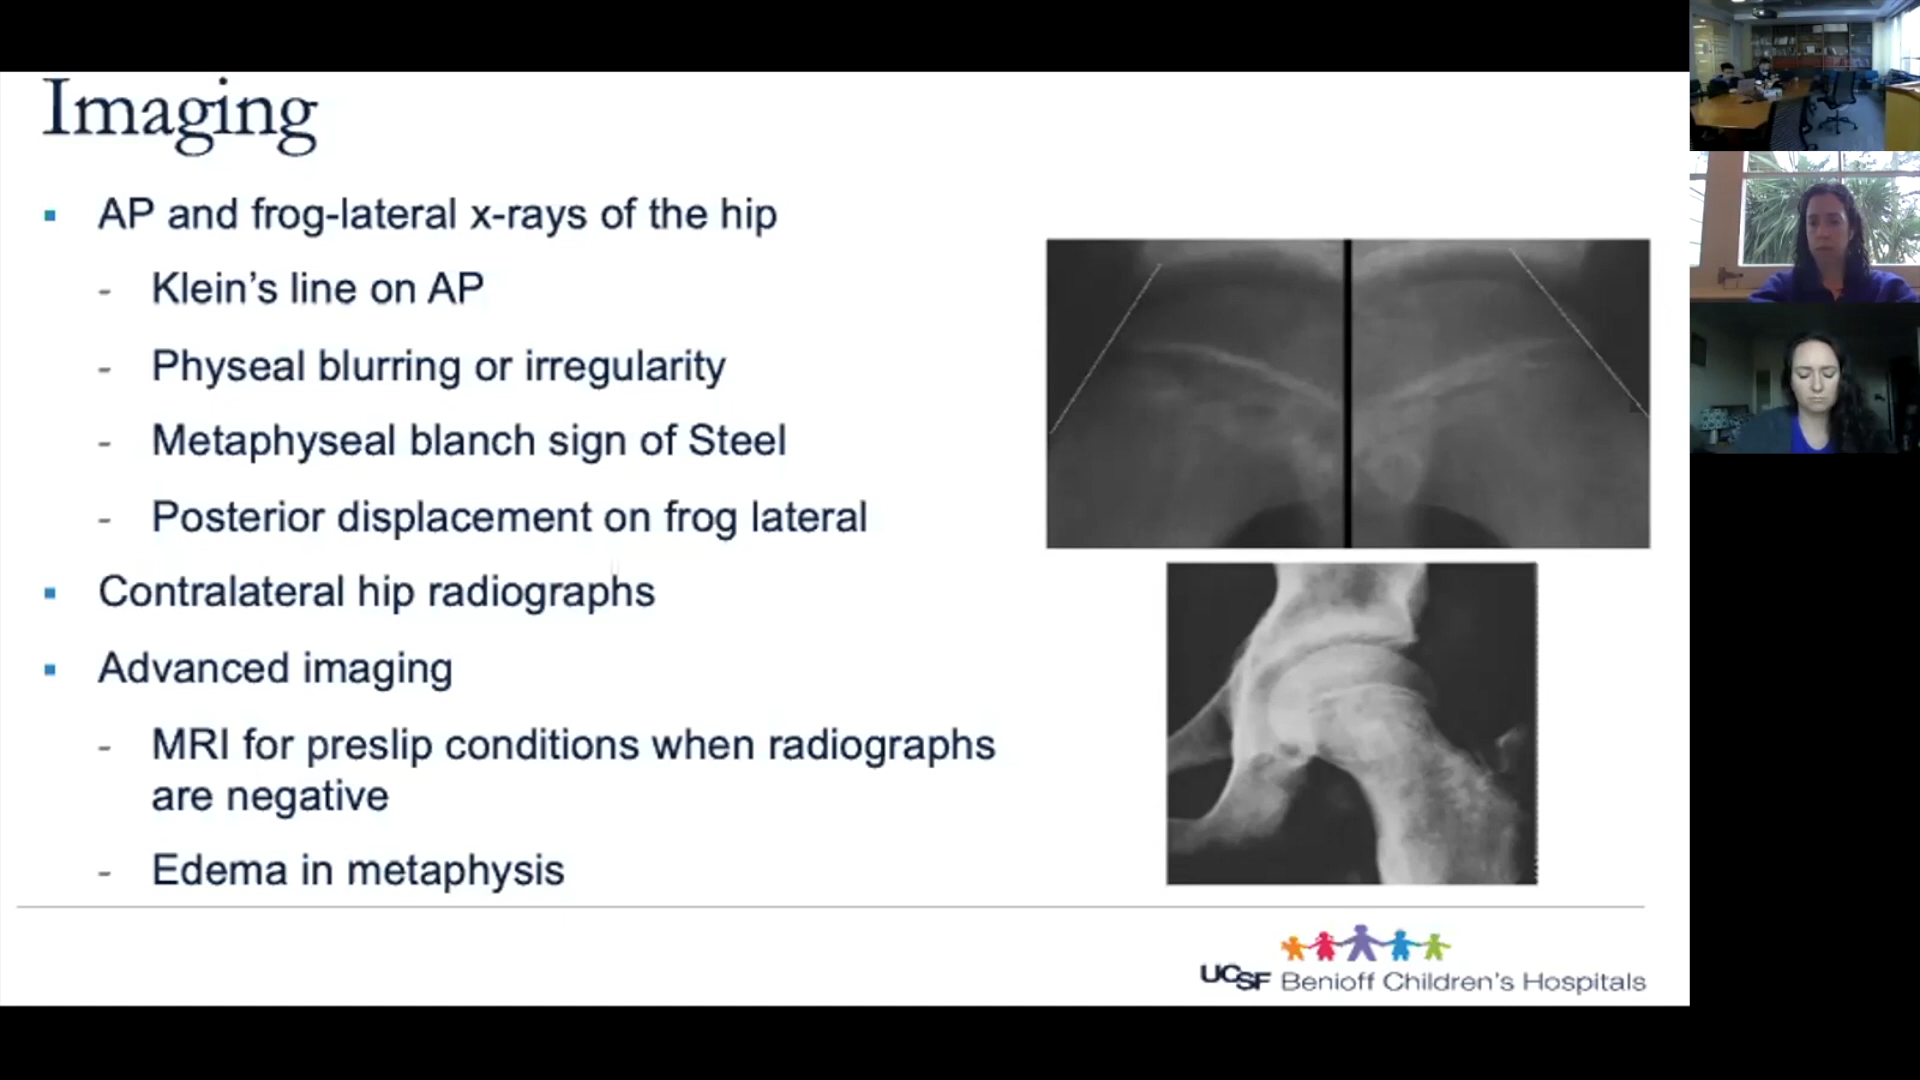 Imaging
▪ AP and frog-lateral x-rays of the hip
- Klein’s line on AP
- Physeal blurring or irregularity
- Metaphyseal blanch sign of Steel
- Posterior displacement on frog lateral
▪ Contralateral hip radiographs
▪ Advanced imaging
- MRI for preslip conditions when radiographs
are negative
- Edema in metaphysis
UCSF Benioff Children’s Hospitals